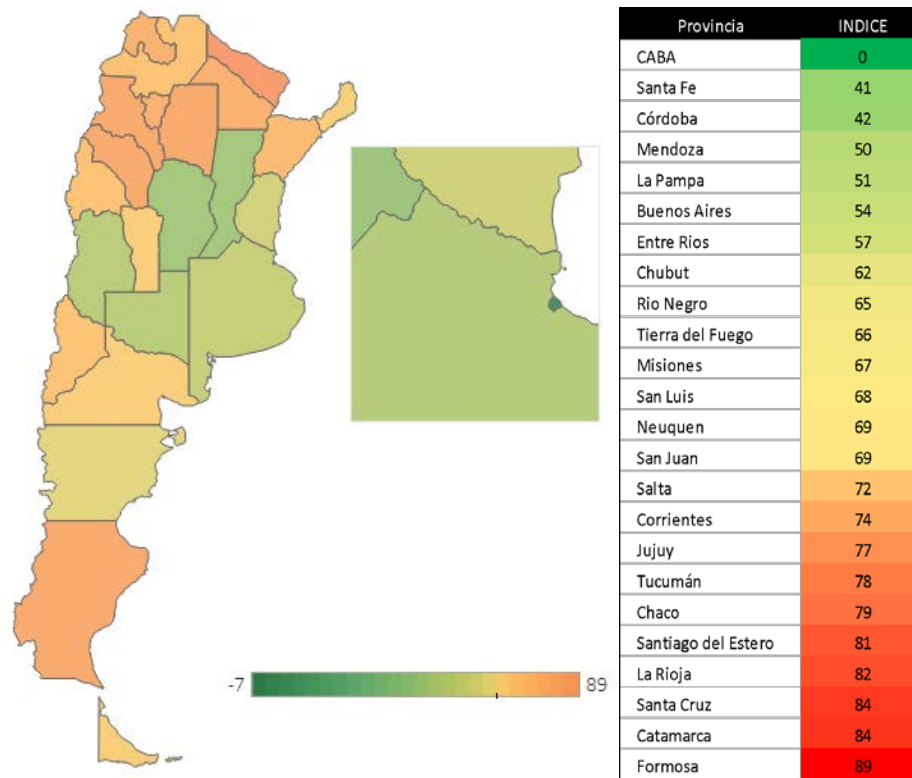 Provincia INDICE
CABA 0
Santa Fe 41
Córdoba 42
Mendoza 50
La Pampa 51
Buenos Aires 54
Entre Rios 57
Chubut 62
Rio Negro 65
Tierra del Fuego 66
Misiones 67
San Luis 68
Neuquen 69
San Juan 69
Salta 72
Corrientes 74
Jujuy 77
Tucumán 78
Chaco 79
Santiago del Estero 81
La Rioja 82
Santa Cruz 84
Catamarca 84
Formosa 89
-7 89